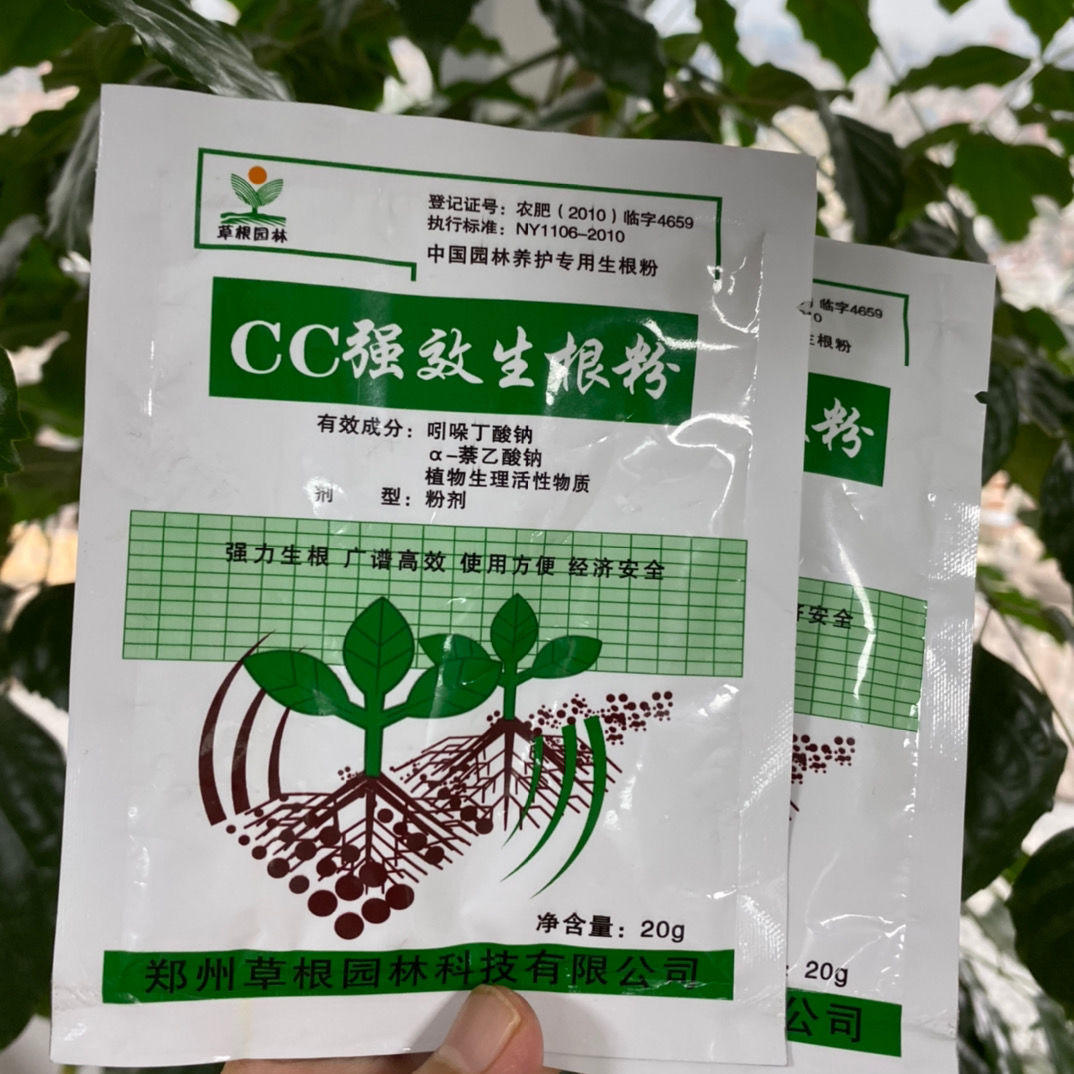 草根园林
登记证号：农肥（2010）临字4659
执行标准：NY1106-2010
中国园林养护专用生根粉
CC强效生根粉
有效成分：吲哚丁酸钠
α-萘乙酸钠
植物生理活性物质
剂 型：粉剂
强力生根 广谱高效 使用方便 经济安全
净含量：20g
郑州草根园林科技有限公司
临字4659
0
生根粉
粉
济安全
：20g
公司